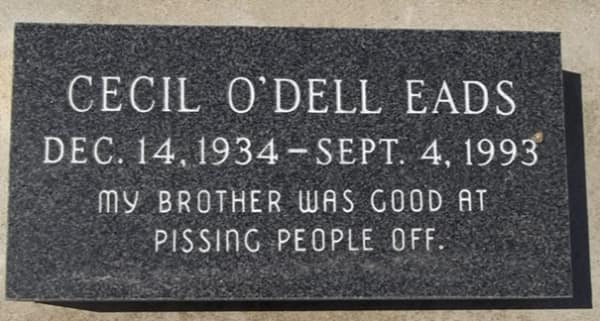 CECIL O'DELL EADS
DEC. 14, 1934 – SEPT. 4, 1993
MY BROTHER WAS GOOD AT
PISSING PEOPLE OFF.